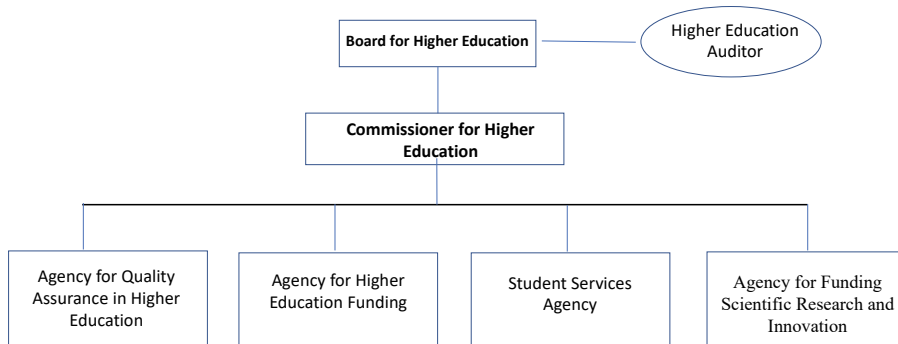 Board for Higher Education
Higher Education
Auditor
Commissioner for Higher
Education
Agency for Quality
Assurance in Higher
Education
Agency for Higher
Education Funding
Student Services
Agency
Agency for Funding
Scientific Research and
Innovation